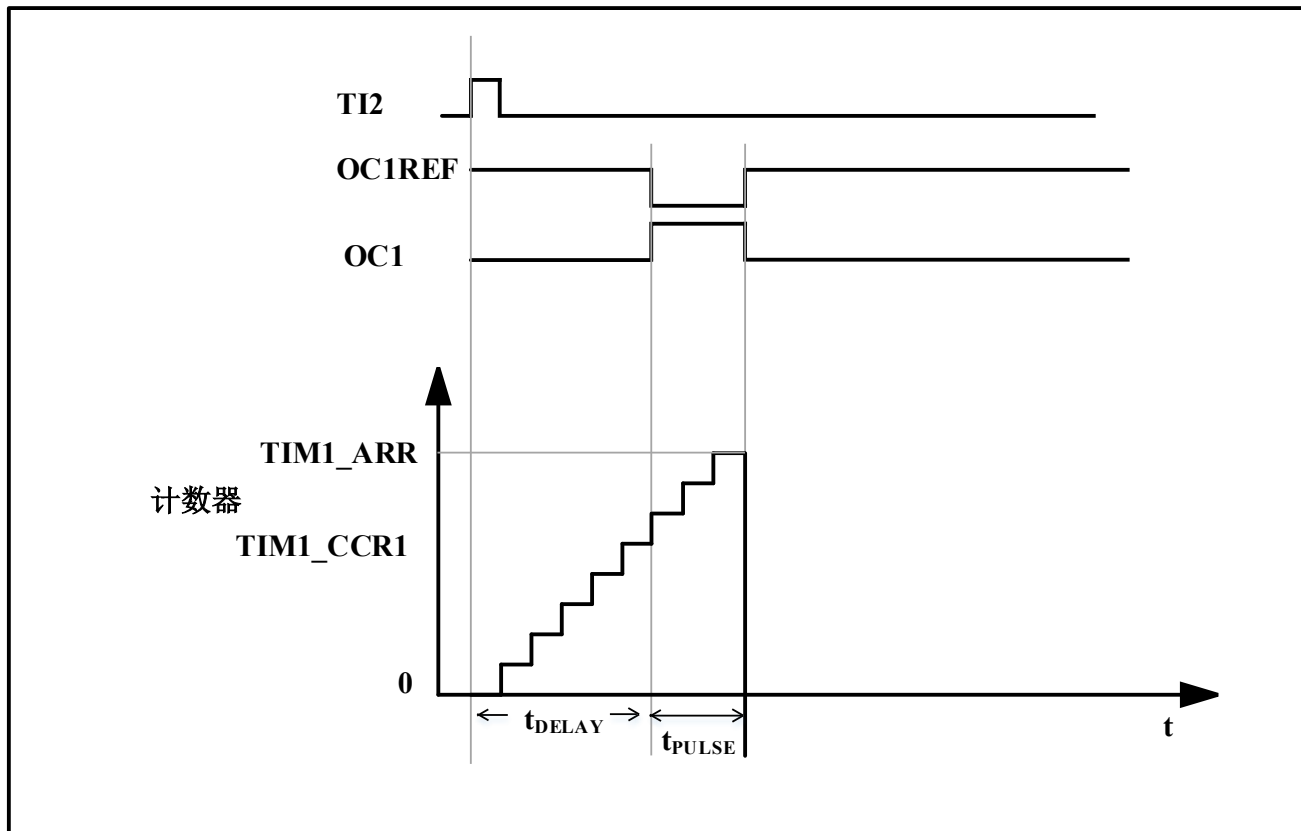 TI2
OC1REF
OC1
TIM1_ARR
计数器
TIM1_CCR1
0
tDELAY
tPULSE
t